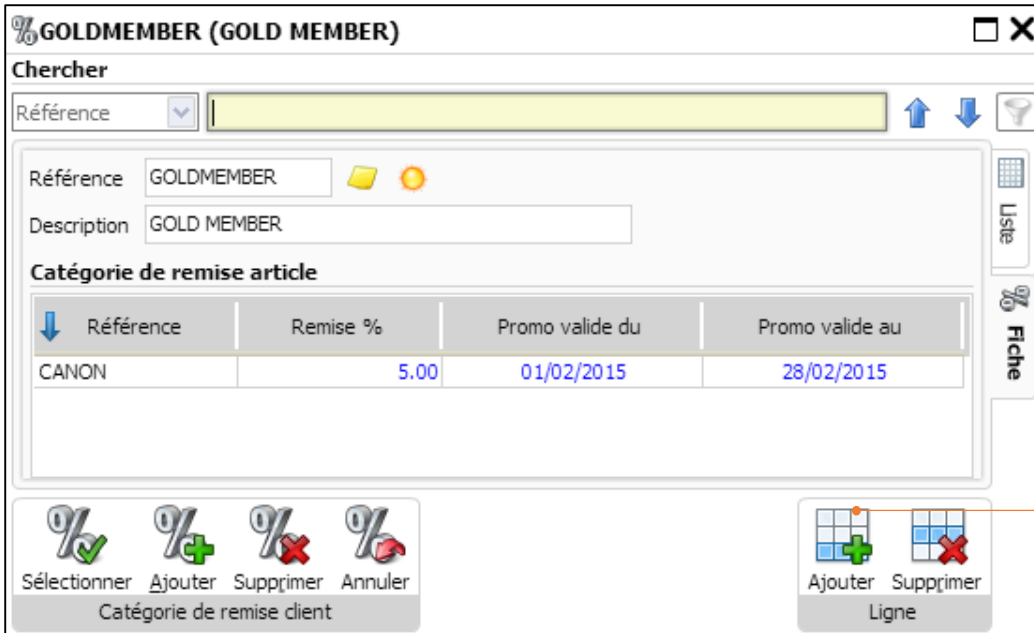 GOLDMEMBER (GOLD MEMBER)
Chercher
Référence
Référence GOLDMEMBER
Description GOLD MEMBER
Catégorie de remise article
Référence Remise % Promo valide du Promo valide au
CANON 5.00 01/02/2015 28/02/2015
Liste
Fiche
Sélectionner Ajouter Supprimer Annuler
Catégorie de remise client
Ajouter Supprimer
Ligne